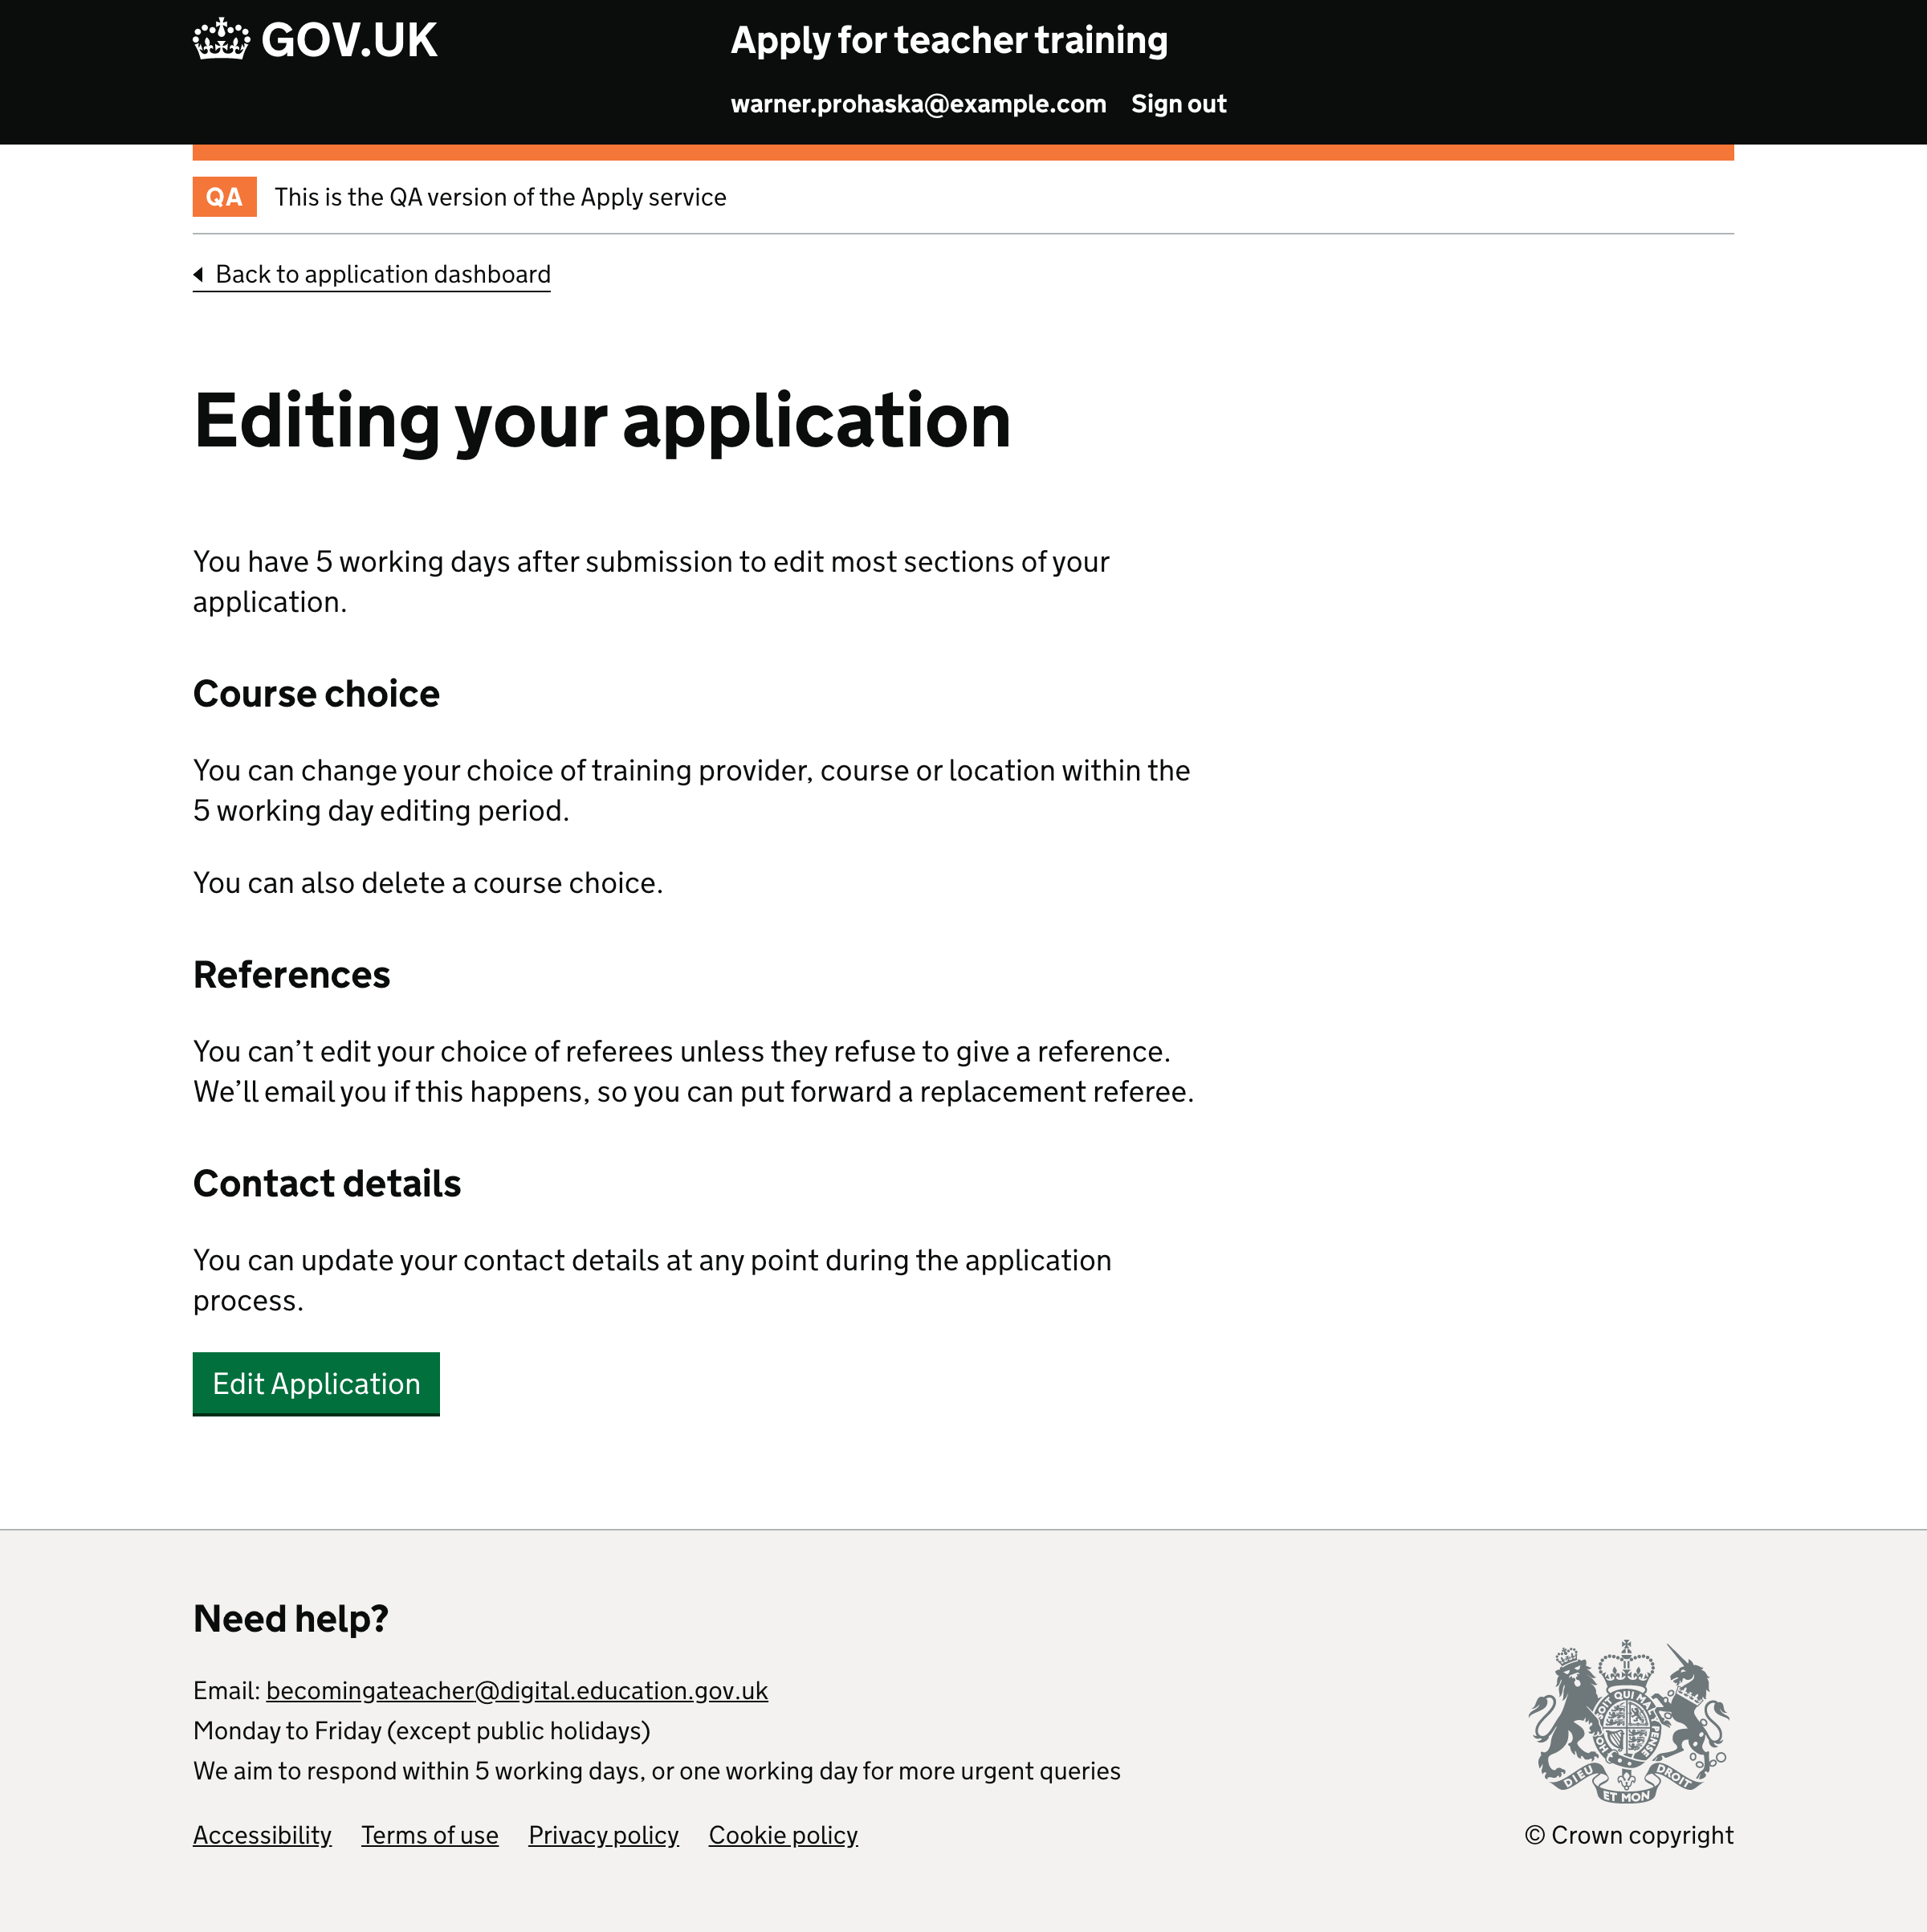 GOV.UK
Apply for teacher training
warner.prohaska@example.com Sign out
QA This is the QA version of the Apply service
Back to application dashboard
Editing your application
You have 5 working days after submission to edit most sections of your
application.
Course choice
You can change your choice of training provider, course or location within the
5 working day editing period.
You can also delete a course choice.
References
You can’t edit your choice of referees unless they refuse to give a reference.
We’ll email you if this happens, so you can put forward a replacement referee.
Contact details
You can update your contact details at any point during the application
process.
Edit Application
Need help?
Email: becomingateacher@digital.education.gov.uk
Monday to Friday (except public holidays)
We aim to respond within 5 working days, or one working day for more urgent queries
Accessibility Terms of use Privacy policy Cookie policy
SOIT QUI MAL
PENSE
HO
DIEU
ET MON
DROIT
© Crown copyright